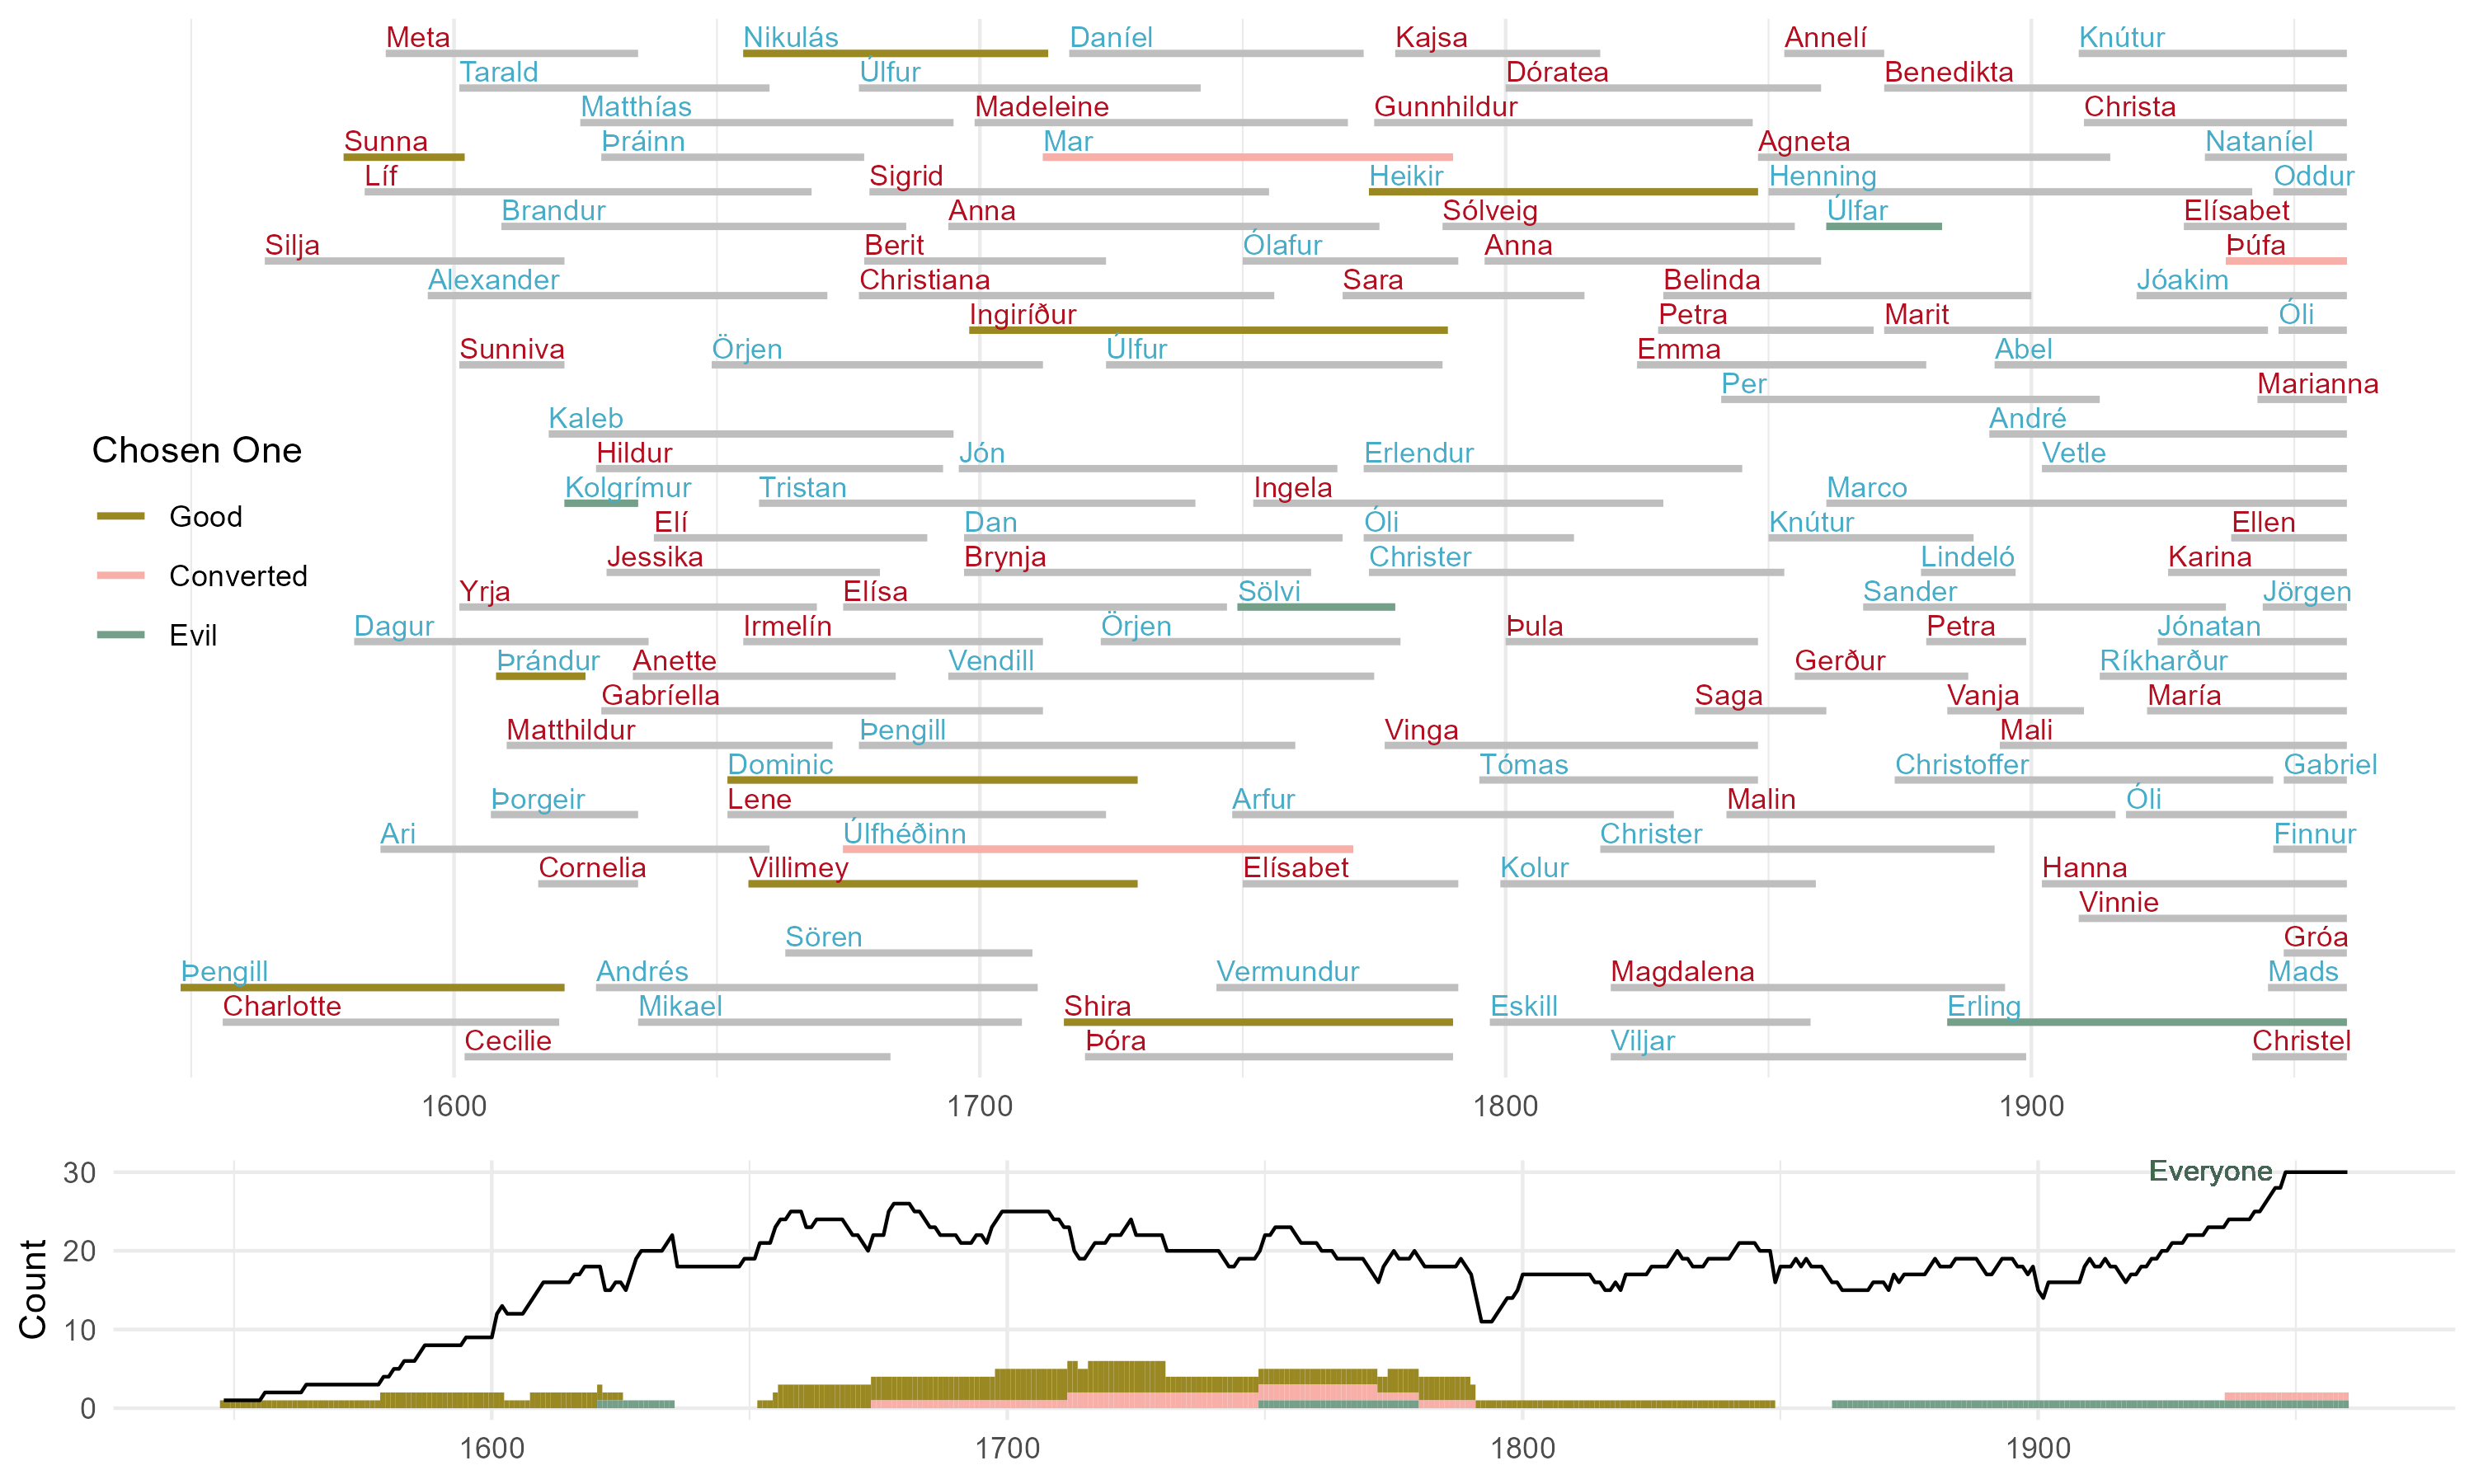 Meta Nikulás Daníel Kajsa Annelí Knútur
Tarald Úlfur Dóratea Benedikta
Matthías Madeleine Gunnhildur Christa
Sunna Þráinn Mar Agneta Nataníel
Líf Sigrid Heikir Henning Oddur
Brandur Anna Sólveig Úlfar Elísabet
Silja Berit Ólafur Anna Þúfa
Alexander Christiana Sara Belinda Jóakim
Ingiríður Petra Marit Óli
Sunniva Örjen Úlfur Emma Abel
Per Marianna
Kaleb André
Chosen One
Hildur Jón Erlendur Vetle
Kolgrímur Tristan Ingela Marco
Good
Elí Dan Óli Knútur Ellen
Jessika Brynja Christer Lindeló Karina
Converted
Yrja Elísa Sölvi Sander Jörgen
Dagur Irmelín Örjen Þula Petra Jónatan
Evil
Þrándur Anette Vendill Gerður Ríkharður
Gabríella Saga Vanja María
Matthildur Þengill Vinga Mali
Dominic Tómas Christoffer Gabriel
Þorgeir Lene Arfur Malin Óli
Ari Úlfhéðinn Christer Finnur
Cornelia Villimey Elísabet Kolur Hanna
Vinnie
Sören Gróa
Þengill Andrés Vermundur Magdalena Mads
Charlotte Mikael Shira Eskill Erling
Cecilie Þóra Viljar Christel
1600 1700 1800 1900
Count
30
20
10
0
Everyone
1600 1700 1800 1900